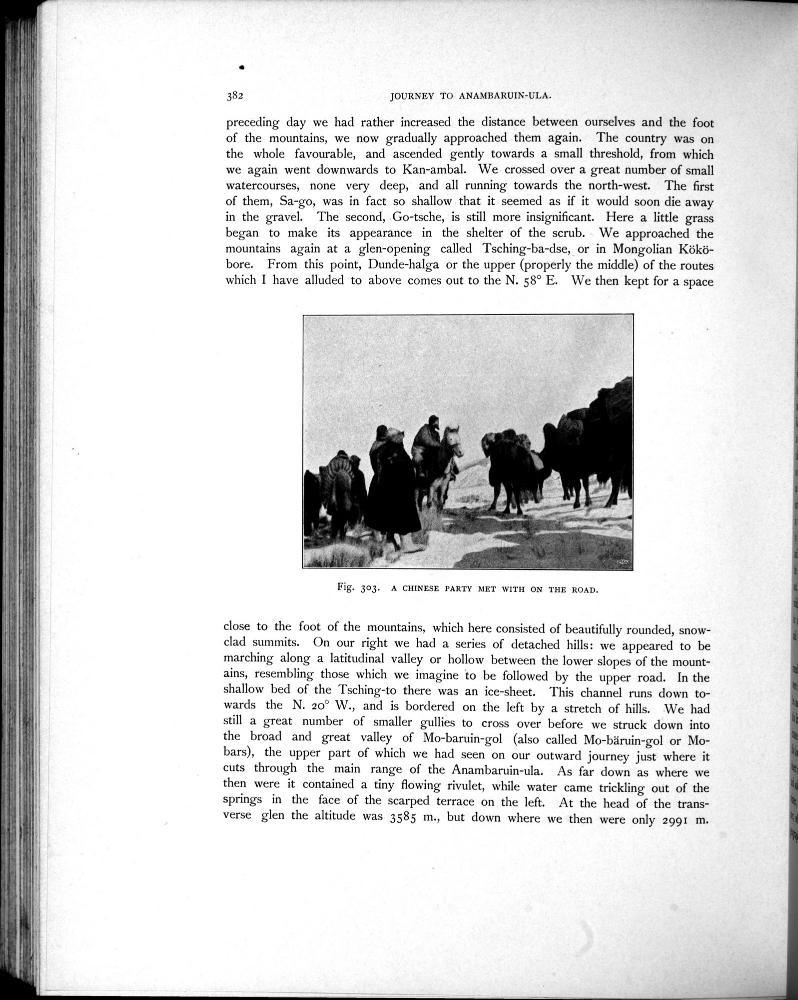 382
JOURNEY TO ANAMBARUIN-ULA.
preceding day we had rather increased the distance between ourselves and the foot
of the mountains, we now gradually approached them again. The country was on
the whole favourable, and ascended gently towards a small threshold, from which
we again went downwards to Kan-ambal. We crossed over a great number of small
watercourses, none very deep, and all running towards the north-west. The first
of them, Sa-go, was in fact so shallow that it seemed as if it would soon die away
in the gravel. The second, Go-tsche, is still more insignificant. Here a little grass
began to make its appearance in the shelter of the scrub. We approached the
mountains again at a glen-opening called Tsching-ba-dse, or in Mongolian Kökö-
bore. From this point, Dunde-halga or the upper (properly the middle) of the routes
which I have alluded to above comes out to the N. 58° E. We then kept for a space
Fig. 303. A CHINESE PARTY MET WITH ON THE ROAD.
close to the foot of the mountains, which here consisted of beautifully rounded, snow-
clad summits. On our right we had a series of detached hills: we appeared to be
marching along a latitudinal valley or hollow between the lower slopes of the mount-
ains, resembling those which we imagine to be followed by the upper road. In the
shallow bed of the Tsching-to there was an ice-sheet. This channel runs down to-
wards the N. 20° W., and is bordered on the left by a stretch of hills. We had
still a great number of smaller gullies to cross over before we struck down into
the broad and great valley of Mo-baruin-gol (also called Mo-bäruin-gol or Mo-
bars), the upper part of which we had seen on our outward journey just where it
cuts through the main range of the Anambaruin-ula. As far down as where we
then were it contained a tiny flowing rivulet, while water came trickling out of the
springs in the face of the scarped terrace on the left. At the head of the trans-
verse glen the altitude was 3585 m., but down where we then were only 2991 m.